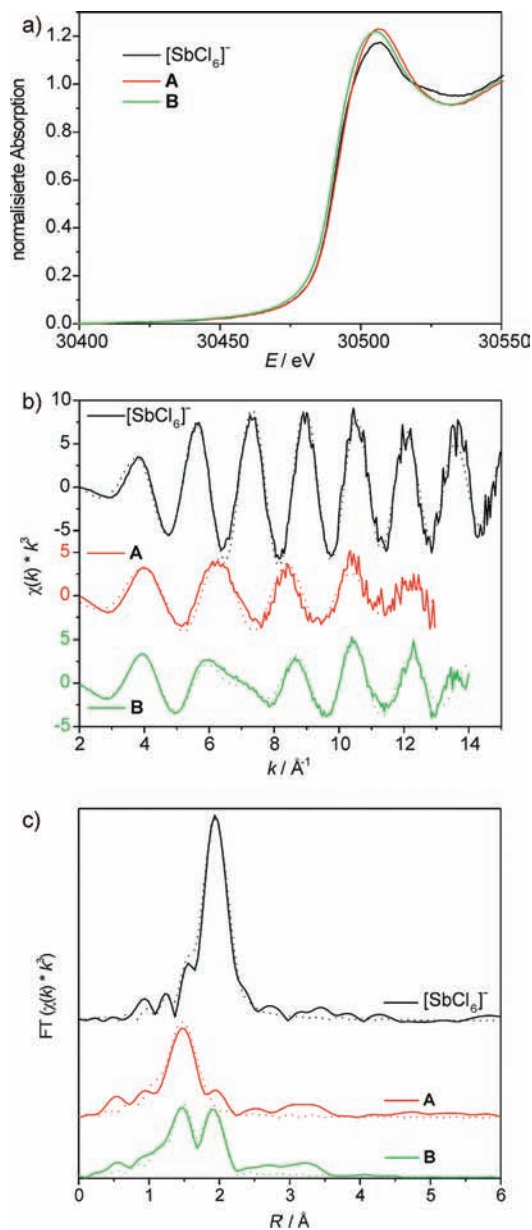 a)
1.2
1.0
0.8
0.6
0.4
0.2
0.0
normalisierte Absorption
[SbCl6]−
A
B
30400 30450 30500 30550
E / eV
b)
10
5
0
-5
5
0
5
0
-5
χ(k) * k³
[SbCl6]−
A
B
2 4 6 8 10 12 14
k / Å-1
c)
FT (χ(k) * k³)
[SbCl6]−
A
B
0 1 2 3 4 5 6
R / Å